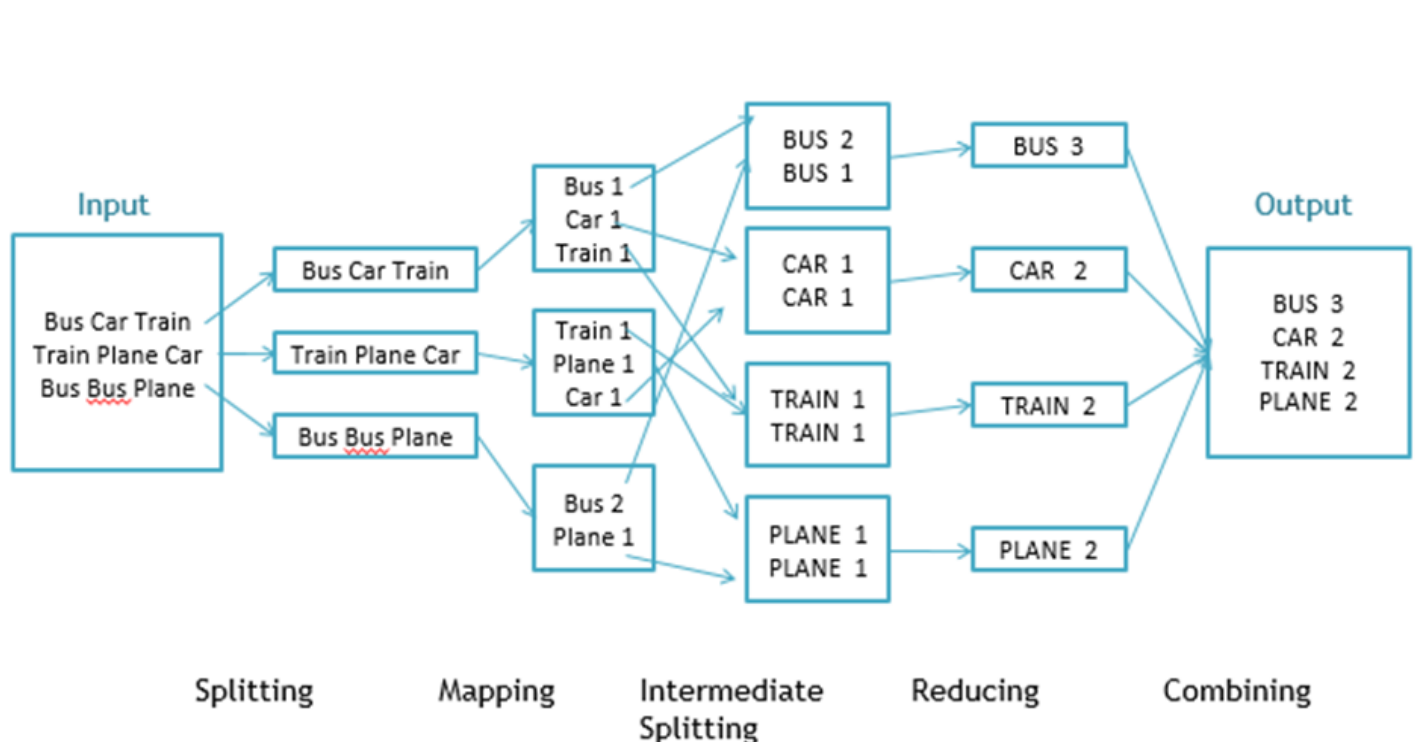 Input
Bus Car Train
Train Plane Car
Bus Bus Plane
Bus Car Train
Train Plane Car
Bus Bus Plane
Bus 1
Car 1
Train 1
Train 1
Plane 1
Car 1
Bus 2
Plane 1
BUS 2
BUS 1
CAR 1
CAR 1
TRAIN 1
TRAIN 1
PLANE 1
PLANE 1
BUS 3
CAR 2
TRAIN 2
PLANE 2
Output
BUS 3
CAR 2
TRAIN 2
PLANE 2
Splitting
Mapping
Intermediate
Splitting
Reducing
Combining